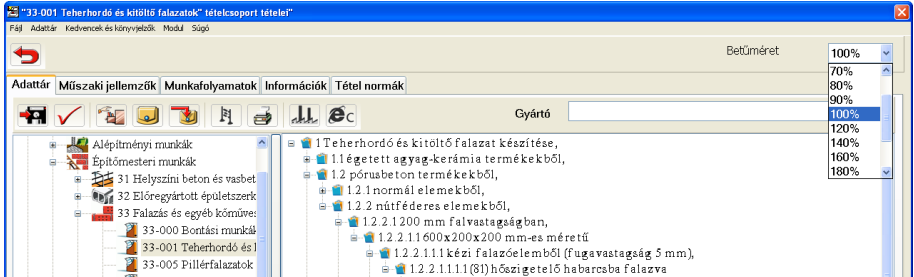 "33-001 Teherhordó és kitöltő falazatok" tételcsoport tételei"
Fájl Adattár Kedvencek és könyvjelzők Modul Súgó
Betűméret 100%
Adattár Műszaki jellemzők Munkafolyamatok Információk Tétel normák
Gyártó
70%
80%
90%
100%
120%
140%
160%
180%
Alépítményi munkák
Építőmesteri munkák
31 Helyszíni beton és vasbet
32 Előregyártott épületszerk
33 Falazás és egyéb kőműves
33-000 Bontási munkál
33-001 Teherhordó és l
33-005 Pillérfalazatok
1 Teherhordó és kitöltő falazat készítése,
1.1 égetett agyag-kerámia termékekből,
1.2 pórusbeton termékekből,
1.2.1 normál elemekből,
1.2.2 nútféderes elemekből,
1.2.2.1 200 mm falvastagságban,
1.2.2.1.1 600x200x200 mm-es méretű
1.2.2.1.1.1 kézi falazóelemből (fugavastagság 5 mm),
1.2.2.1.1.1.1 (81) hőszigetelő habarcsba falazva